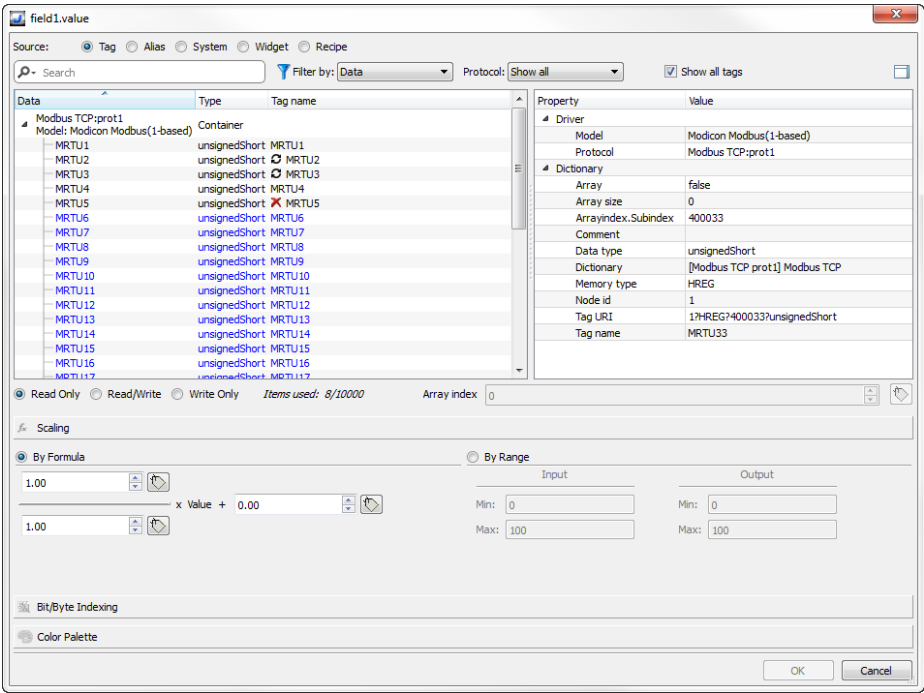 field1.value
Source: Tag Alias System Widget Recipe
Search Filter by: Data Protocol: Show all Show all tags
Data Type Tag name
Modbus TCP:prot1
Model: Modicon Modbus(1-based) Container
MRTU1 unsignedShort MRTU1
MRTU2 unsignedShort MRTU2
MRTU3 unsignedShort MRTU3
MRTU4 unsignedShort MRTU4
MRTU5 unsignedShort MRTU5
MRTU6 unsignedShort MRTU6
MRTU7 unsignedShort MRTU7
MRTU8 unsignedShort MRTU8
MRTU9 unsignedShort MRTU9
MRTU10 unsignedShort MRTU10
MRTU11 unsignedShort MRTU11
MRTU12 unsignedShort MRTU12
MRTU13 unsignedShort MRTU13
MRTU14 unsignedShort MRTU14
MRTU15 unsignedShort MRTU15
MRTU16 unsignedShort MRTU16
MRTU17 unsignedShort MRTU17
Property Value
Driver
Model Modicon Modbus(1-based)
Protocol Modbus TCP:prot1
Dictionary
Array false
Array size 0
Arrayindex.Subindex 400033
Comment
Data type unsignedShort
Dictionary [Modbus TCP prot1] Modbus TCP
Memory type HREG
Node id 1
Tag URI 1?HREG?400033?unsignedShort
Tag name MRTU33
Read Only Read/Write Write Only Items used: 8/10000 Array index 0
Scaling
By Formula
1.00
x Value + 0.00
1.00
By Range
Input Output
Min: 0 Min: 0
Max: 100 Max: 100
Bit/Byte Indexing
Color Palette
OK Cancel